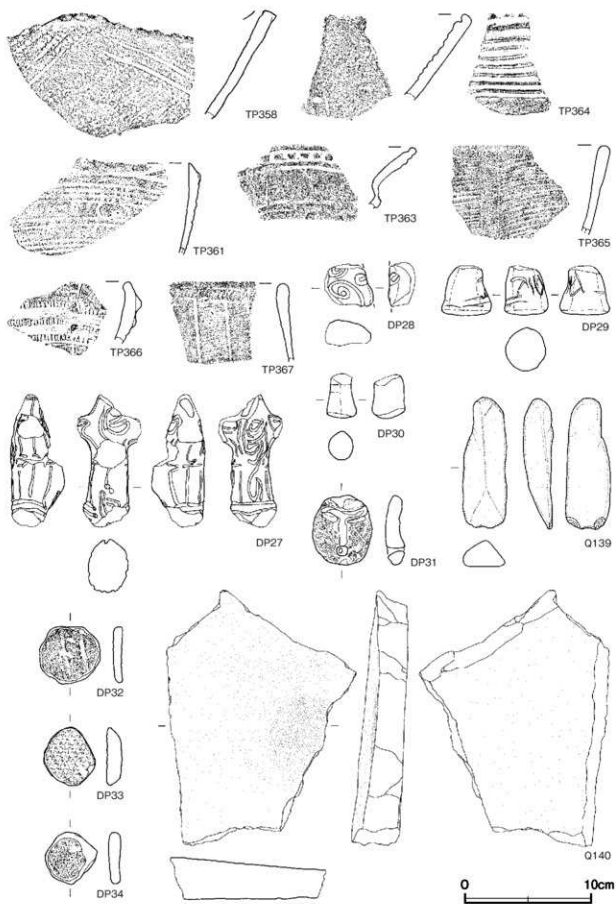 TP358
TP364
TP361
TP363
TP365
TP366
TP367
DP28
DP29
DP30
DP27
DP31
Q139
DP32
DP33
DP34
Q140
0 10cm